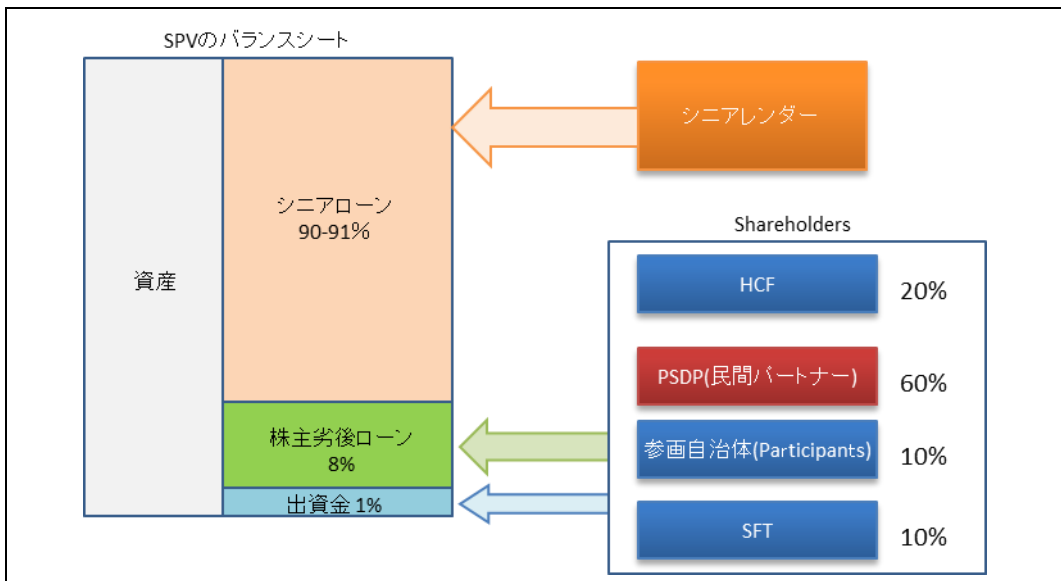 SPVのバランスシート
資産
シニアローン
90-91%
株主劣後ローン
8%
出資金 1%
シニアレンダー
Shareholders
HCF
20%
PSDP(民間パートナー)
60%
参画自治体(Participants)
10%
SFT
10%